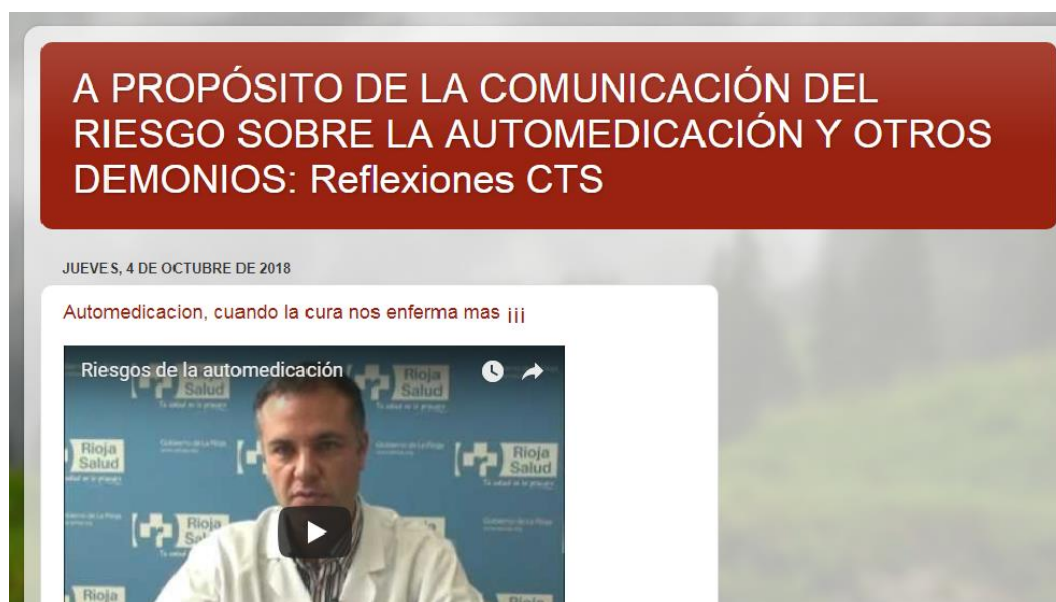 A PROPÓSITO DE LA COMUNICACIÓN DEL
RIESGO SOBRE LA AUTOMEDICACIÓN Y OTROS
DEMONIOS: Reflexiones CTS
JUEVES, 4 DE OCTUBRE DE 2018
Automedicacion, cuando la cura nos enferma mas ¡¡¡
Riesgos de la automedicación
Rioja
Salud
Salud
Rioja
Salud
Rioja
Salud
Rioja
Rioja